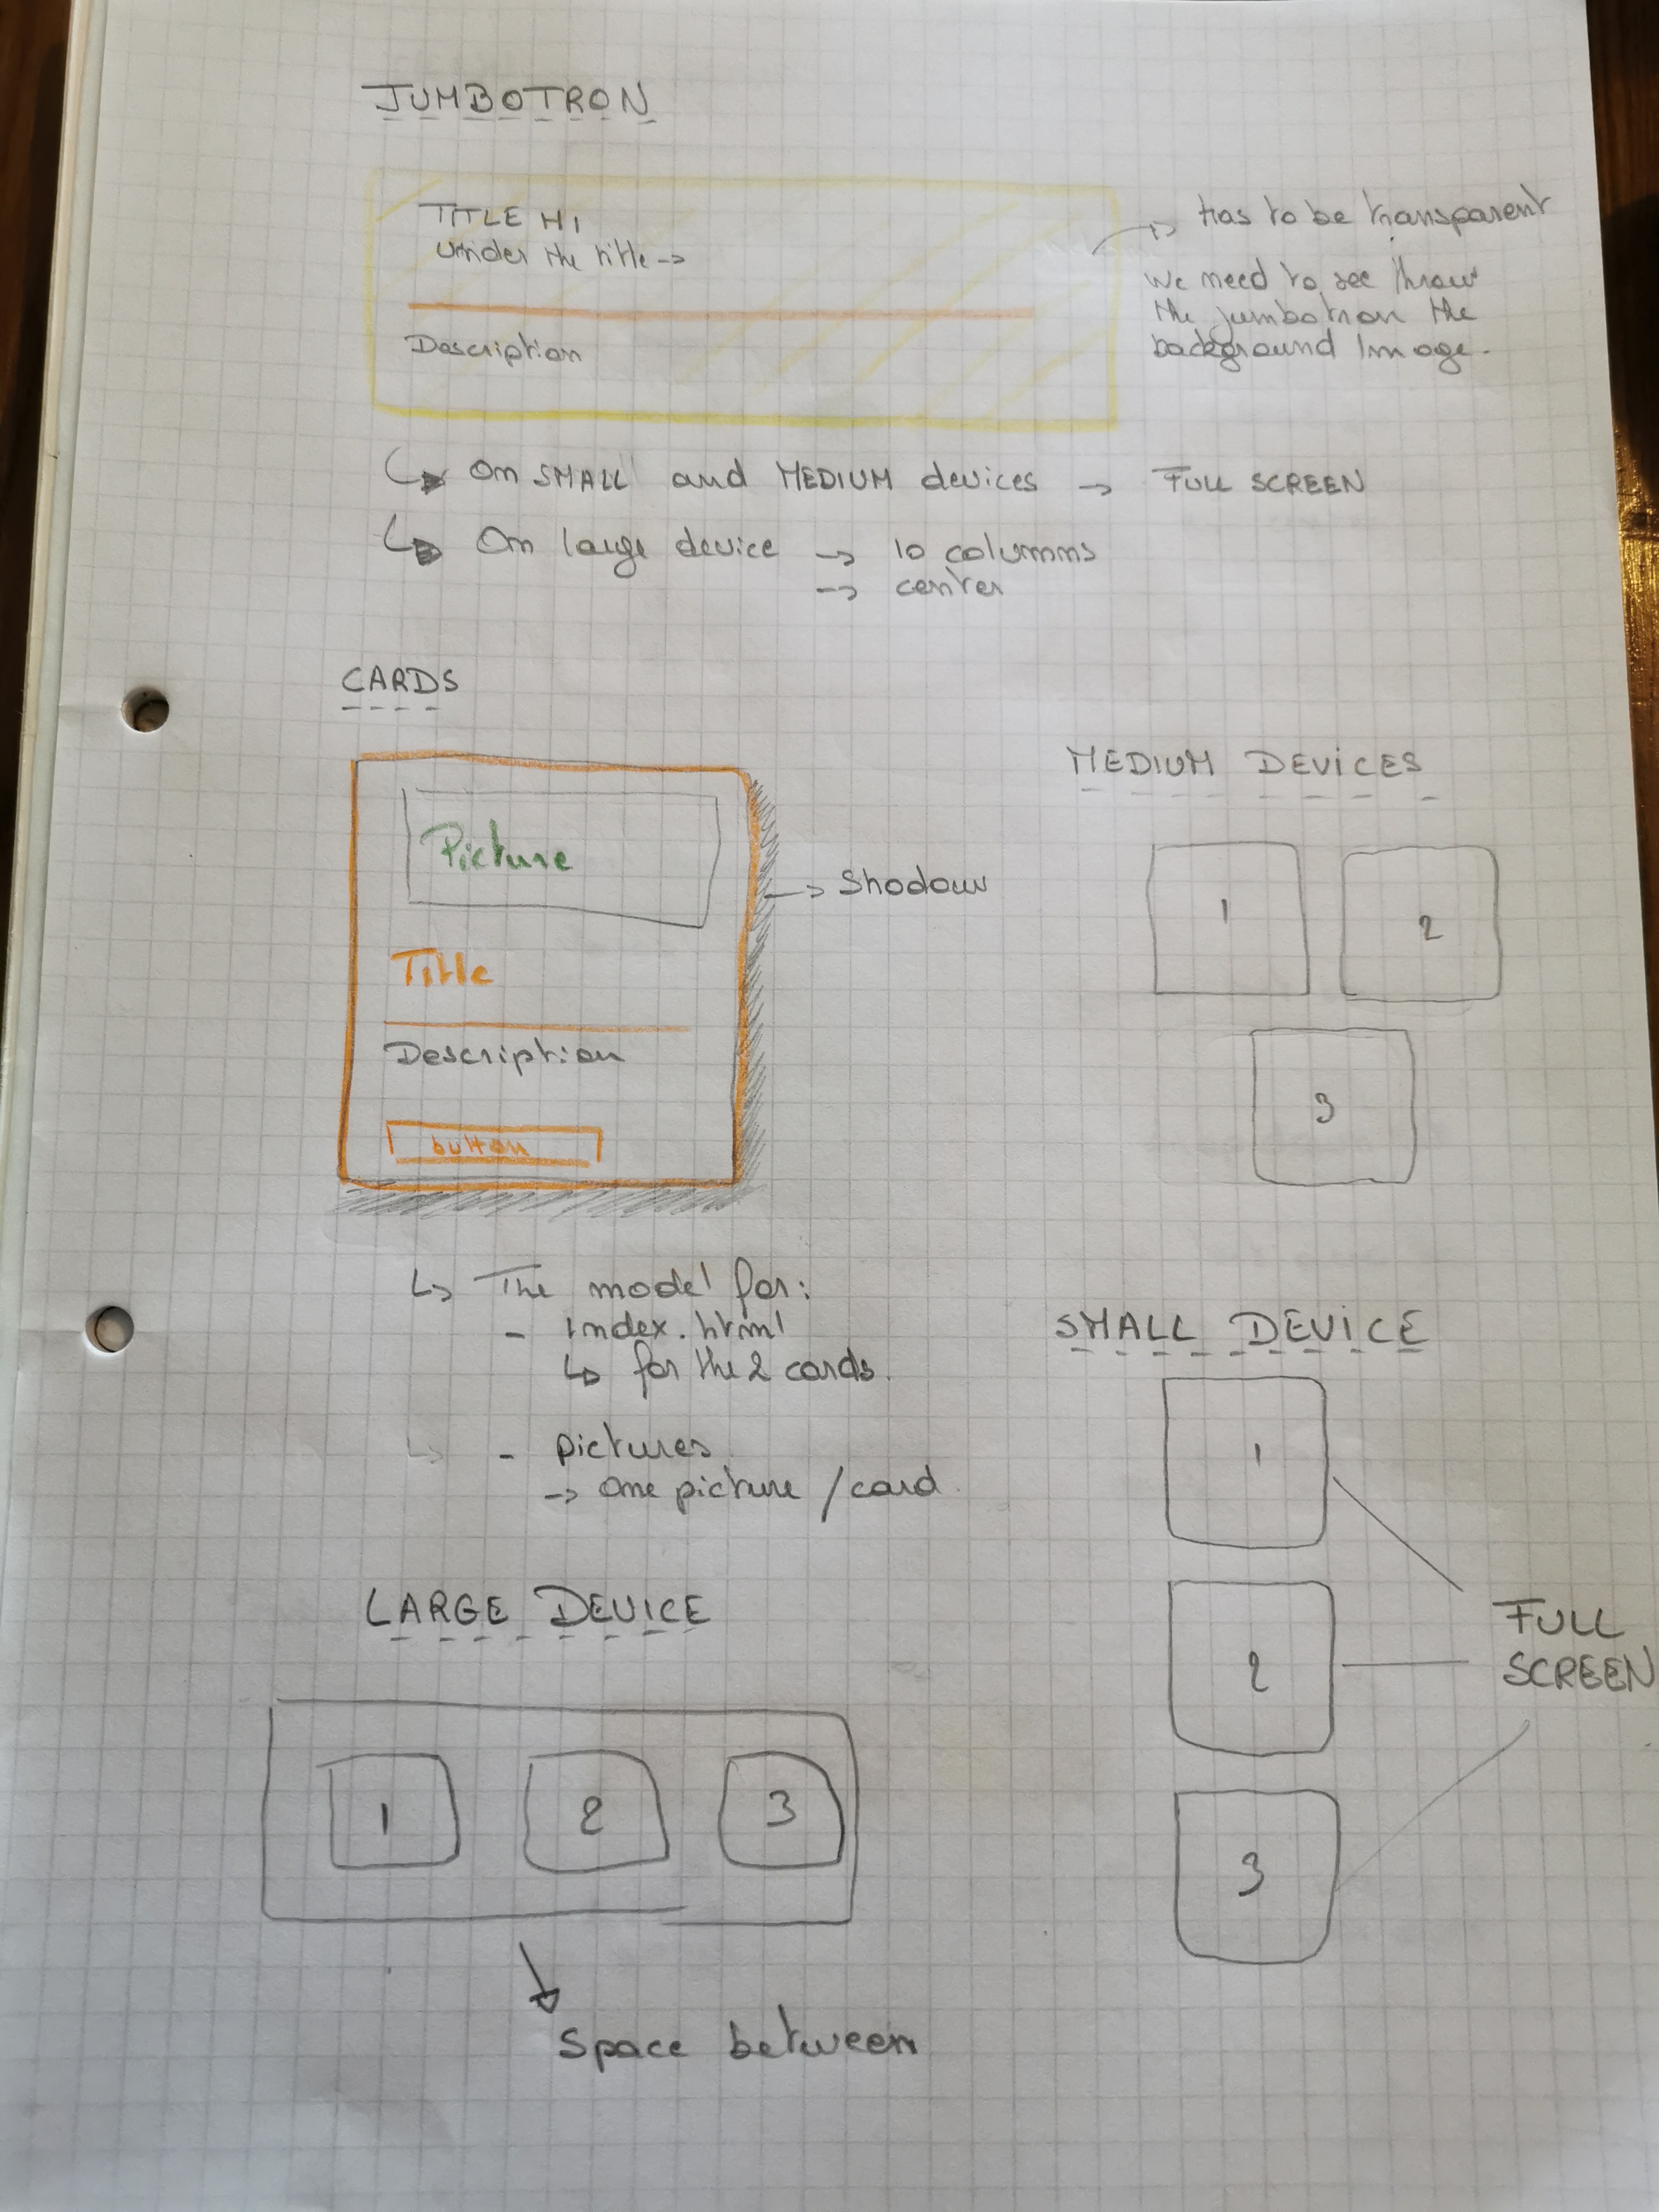 JUMBOTRON
TITLE H1
Under the title ->
Description
-> Has to be transparent
We need to see throw
the jumbotron the
background Image.
↳ On SMALL and MEDIUM devices -> FULL SCREEN
↳ On large device -> 10 columns
-> center
CARDS
Picture
-> Shadow
Title
Description
button
↳ The model for:
- index.html
↳ for the 2 cards.
↳ - pictures
-> One picture / card
MEDIUM DEVICES
1 2
3
SMALL DEVICE
1
2
3
FULL
SCREEN
LARGE DEVICE
1 2 3
Space between